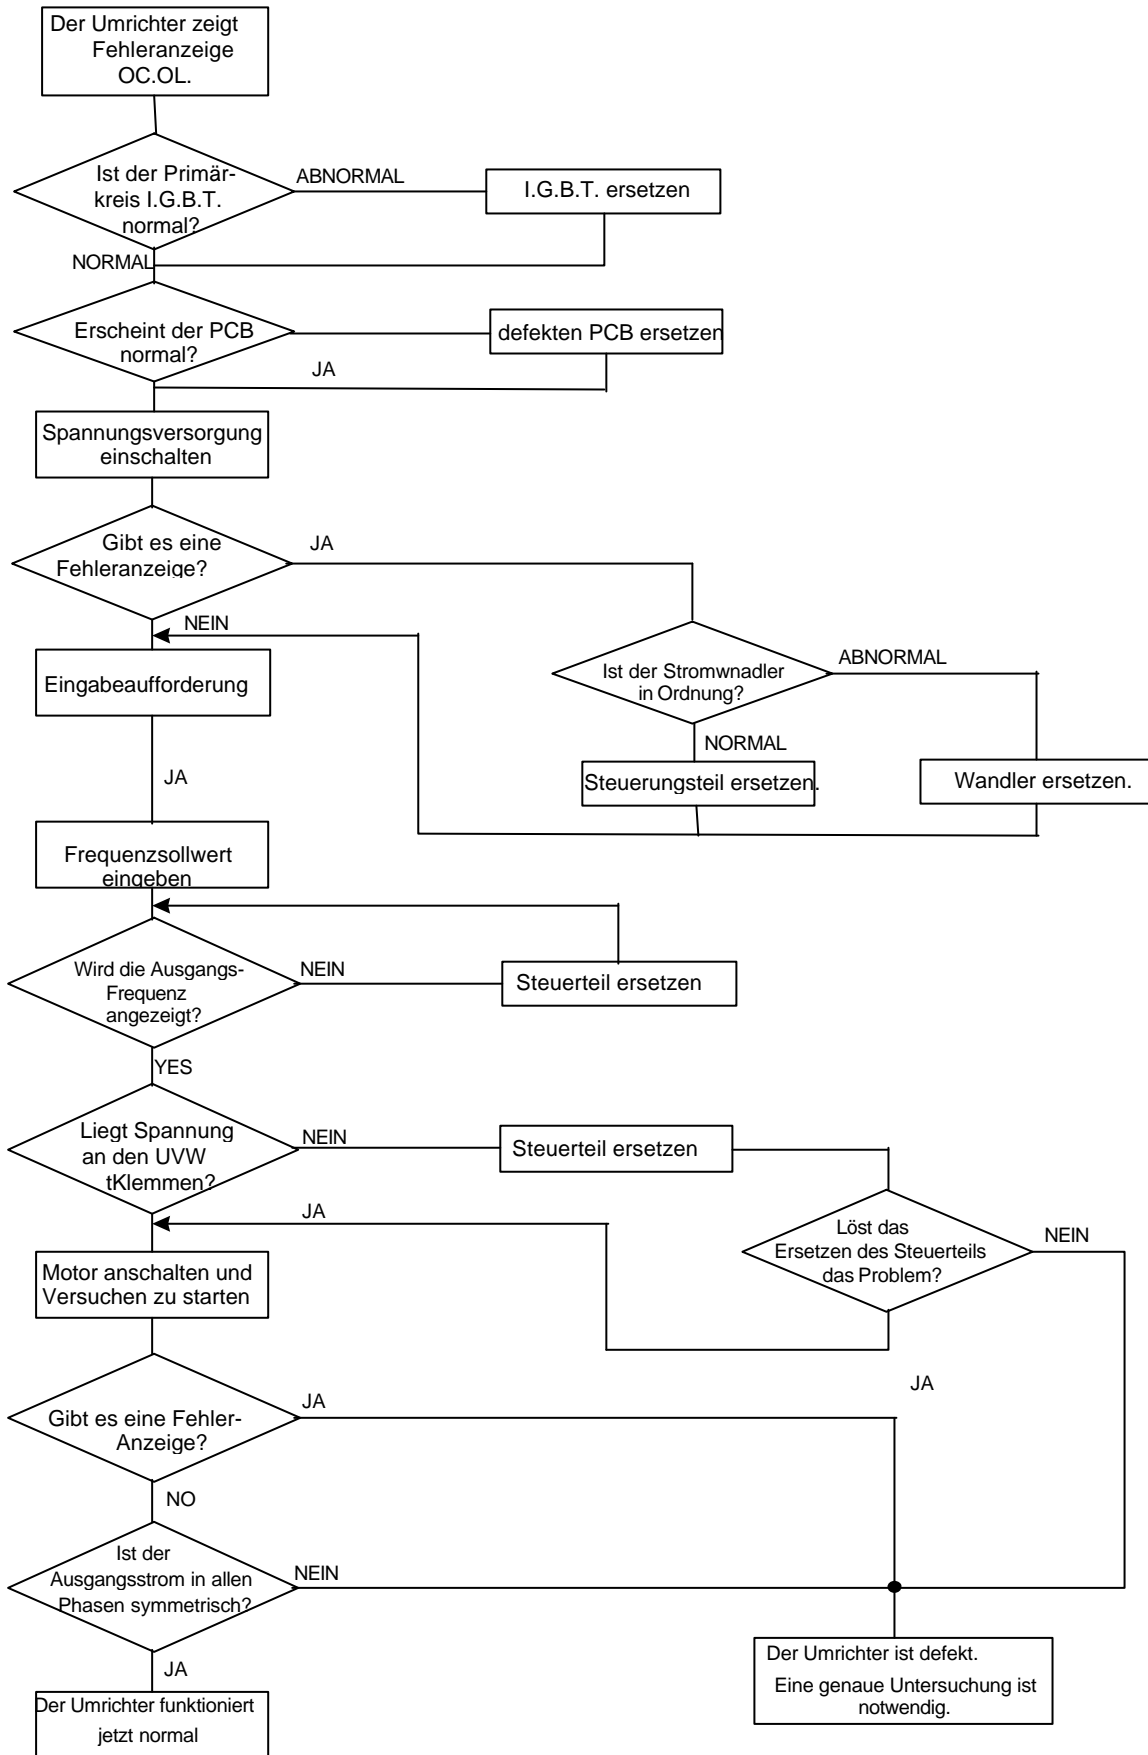 Der Umrichter zeigt
Fehleranzeige
OC.OL.
Ist der Primär-
kreis I.G.B.T.
normal?
ABNORMAL
I.G.B.T. ersetzen
NORMAL
Erscheint der PCB
normal?
defekten PCB ersetzen
JA
Spannungsversorgung
einschalten
Gibt es eine
Fehleranzeige?
JA
NEIN
Ist der Stromwnadler
in Ordnung?
ABNORMAL
Eingabeaufforderung
NORMAL
Steuerungsteil ersetzen.
Wandler ersetzen.
JA
Frequenzsollwert
eingeben
Wird die Ausgangs-
Frequenz
angezeigt?
NEIN
Steuerteil ersetzen
YES
Liegt Spannung
an den UVW
tKlemmen?
NEIN
Steuerteil ersetzen
JA
Löst das
Ersetzen des Steuerteils
das Problem?
NEIN
Motor anschalten und
Versuchen zu starten
JA
Gibt es eine Fehler-
Anzeige?
JA
NO
Ist der
Ausgangsstrom in allen
Phasen symmetrisch?
NEIN
Der Umrichter ist defekt.
Eine genaue Untersuchung ist
notwendig.
JA
Der Umrichter funktioniert
jetzt normal